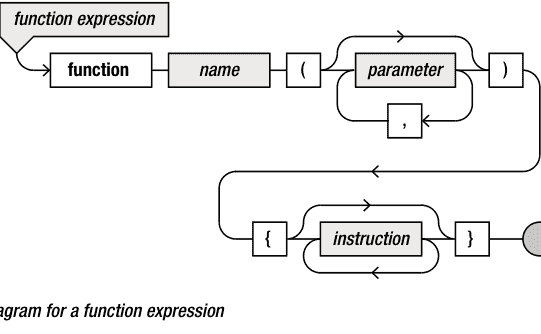 function expression
function name ( parameter )
,
{ instruction }
agram for a function expression